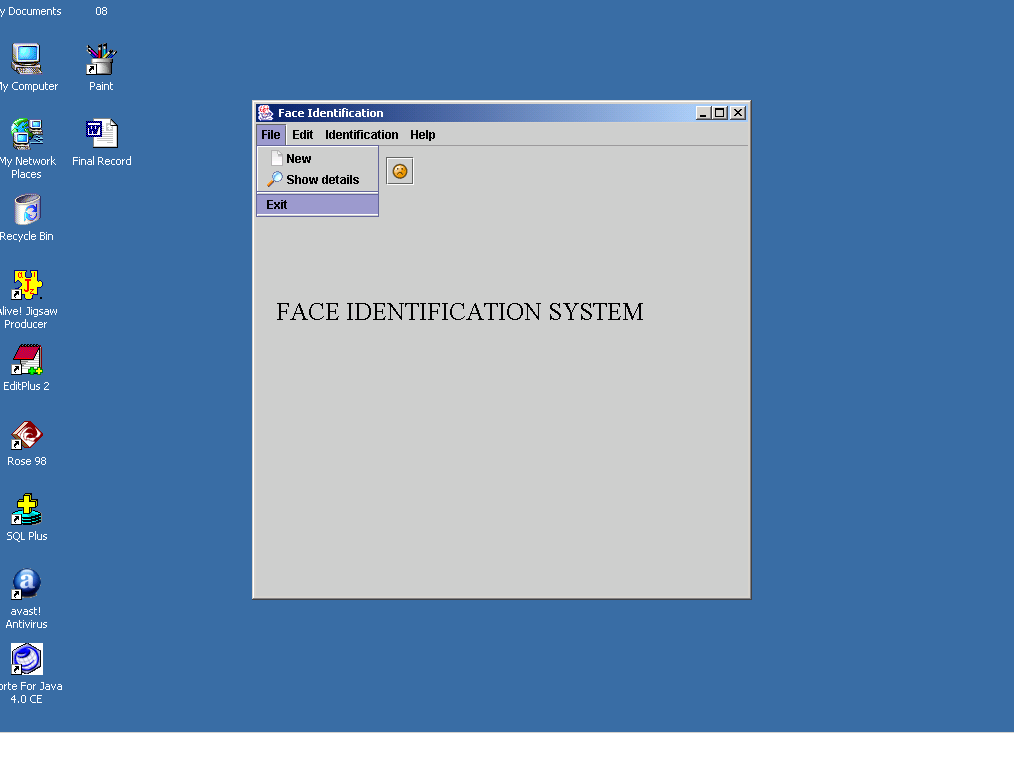 y Documents
08
ly Computer
Paint
My Network
Places
Final Record
Recycle Bin
live! Jigsaw
Producer
EditPlus 2
Rose 98
SQL Plus
avast!
Antivirus
orte For Java
4.0 CE
Face Identification
File Edit Identification Help
New
Show details
Exit
FACE IDENTIFICATION SYSTEM